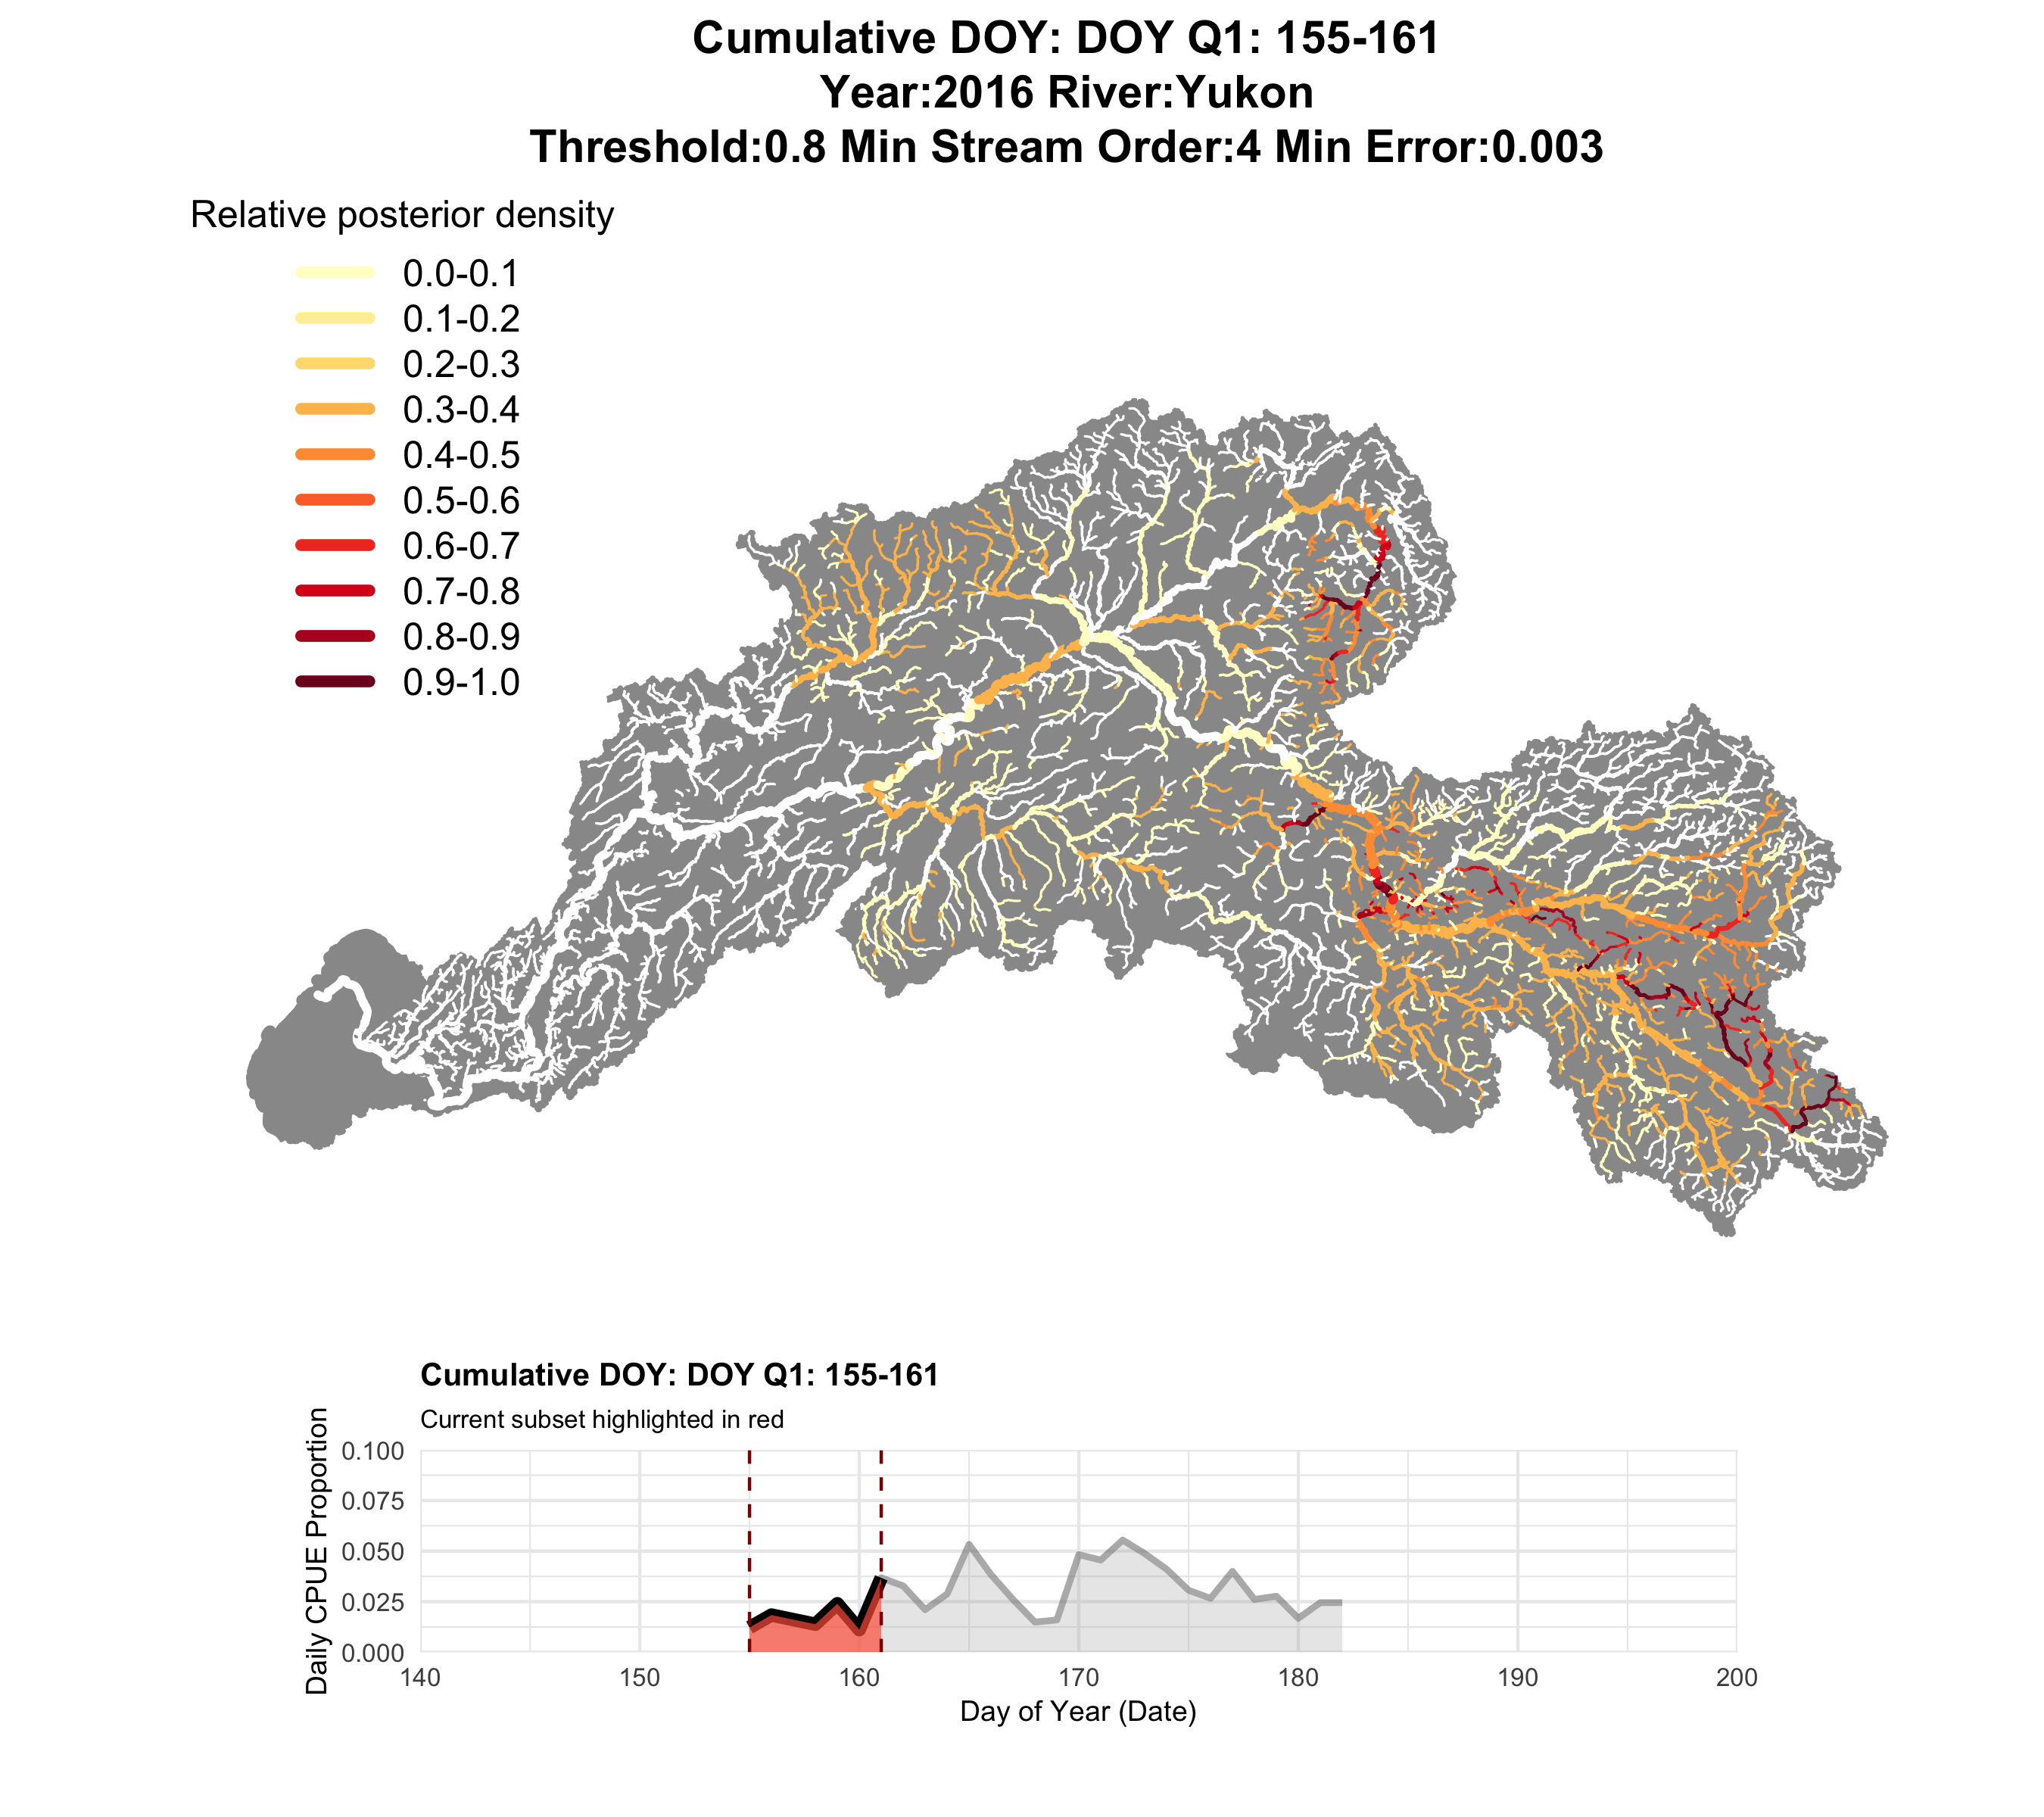 Cumulative DOY: DOY Q1: 155-161
Year:2016 River:Yukon
Threshold:0.8 Min Stream Order:4 Min Error:0.003
Relative posterior density
0.0-0.1
0.1-0.2
0.2-0.3
0.3-0.4
0.4-0.5
0.5-0.6
0.6-0.7
0.7-0.8
0.8-0.9
0.9-1.0
Cumulative DOY: DOY Q1: 155-161
Current subset highlighted in red
Daily CPUE Proportion
0.100
0.075
0.050
0.025
0.000
140 150 160 170 180 190 200
Day of Year (Date)